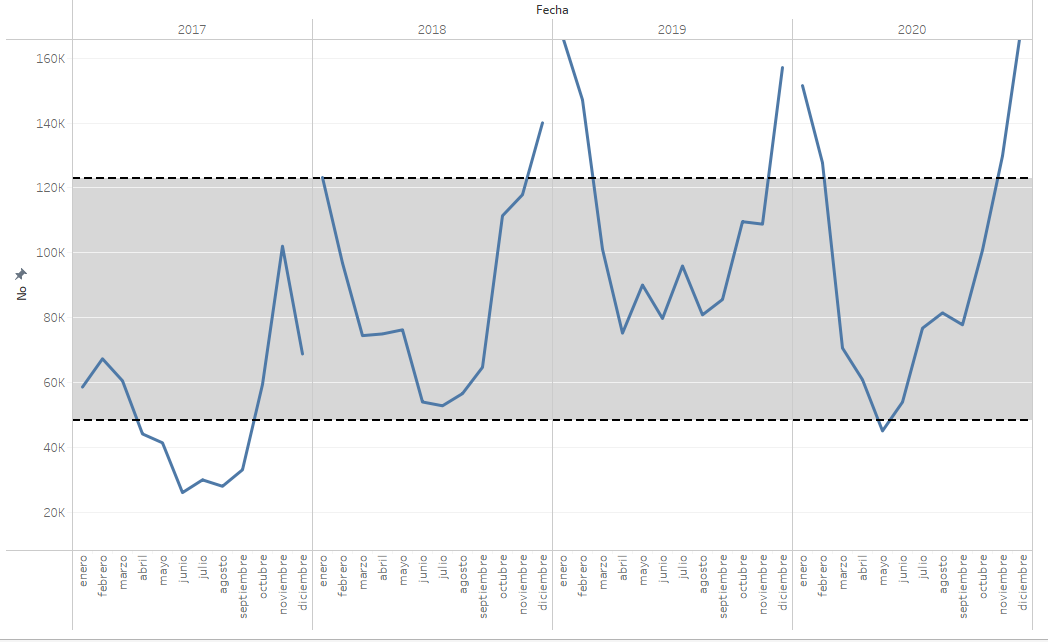 Fecha
2017 2018 2019 2020
160K
140K
120K
100K
80K
60K
40K
20K
No
enero febrero marzo abril mayo junio julio agosto septiembre octubre noviembre diciembre enero febrero marzo abril mayo junio julio agosto septiembre octubre noviembre diciembre enero febrero marzo abril mayo junio julio agosto septiembre octubre noviembre diciembre enero febrero marzo abril mayo junio julio agosto septiembre octubre noviembre diciembre